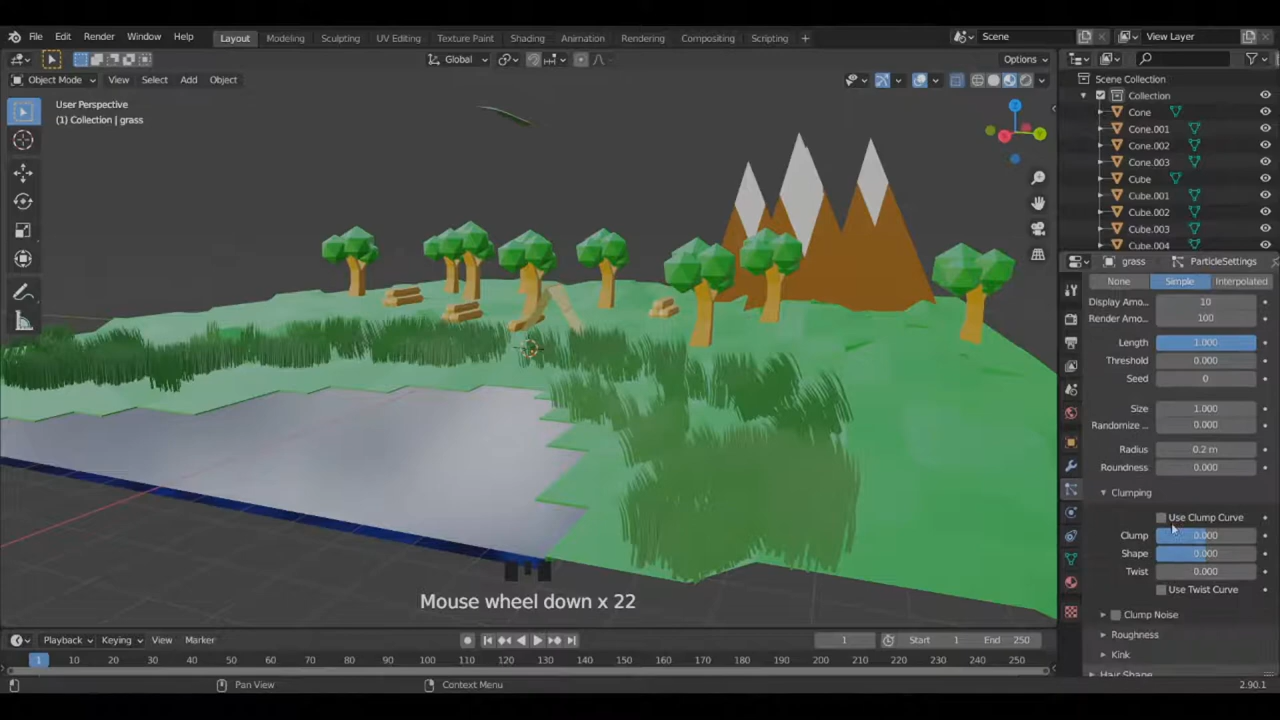 File Edit Render Window Help Layout Modeling Sculpting UV Editing Texture Paint Shading Animation Rendering Compositing Scripting + Scene View Layer
Global Options
Object Mode View Select Add Object
User Perspective
(1) Collection | grass
Scene Collection
Collection
Cone
Cone.001
Cone.002
Cone.003
Cube
Cube.001
Cube.002
Cube.003
Cube.004
grass ParticleSettings
None Simple Interpolated
Display Amo... 10
Render Amo... 100
Length 1.000
Threshold 0.000
Seed 0
Size 1.000
Randomize ... 0.000
Radius 0.2 m
Roundness 0.000
Clumping
Use Clump Curve
Clump 0.000
Shape 0.000
Twist 0.000
Use Twist Curve
Clump Noise
Roughness
Kink
Hair Shape
Mouse wheel down x 22
Playback Keying View Marker 1 Start 1 End 250
1 10 20 30 40 50 60 70 80 90 100 110 120 130 140 150 160 170 180 190 200 210 220 230 240 250
Pan View Context Menu 2.90.1